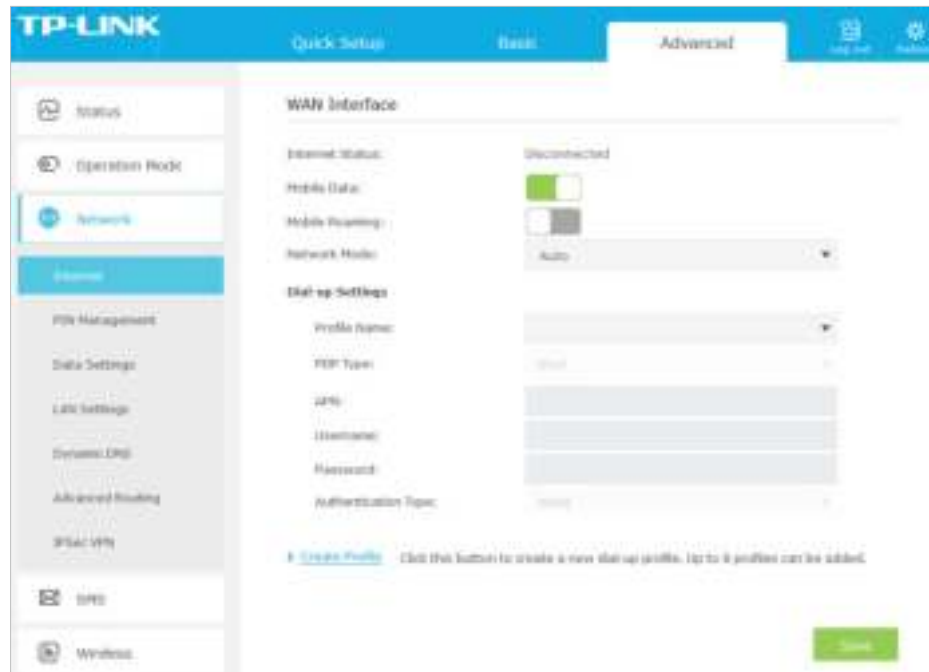 TP-LINK
Quick Setup
Basic
Advanced
Log out
Status
Operation Mode
Network
Internet
PIN Management
Data Settings
LAN Settings
Dynamic DNS
Advanced Routing
IPSec VPN
SMS
Wireless
WAN Interface
Internet Status: Disconnected
Mobile Data:
Mobile Roaming:
Network Mode: Auto
Dial-up Settings
Profile Name:
PDP Type:
APN:
Username:
Password:
Authentication Type:
Create Profile Click this button to create a new dial-up profile. Up to 8 profiles can be added.
Save